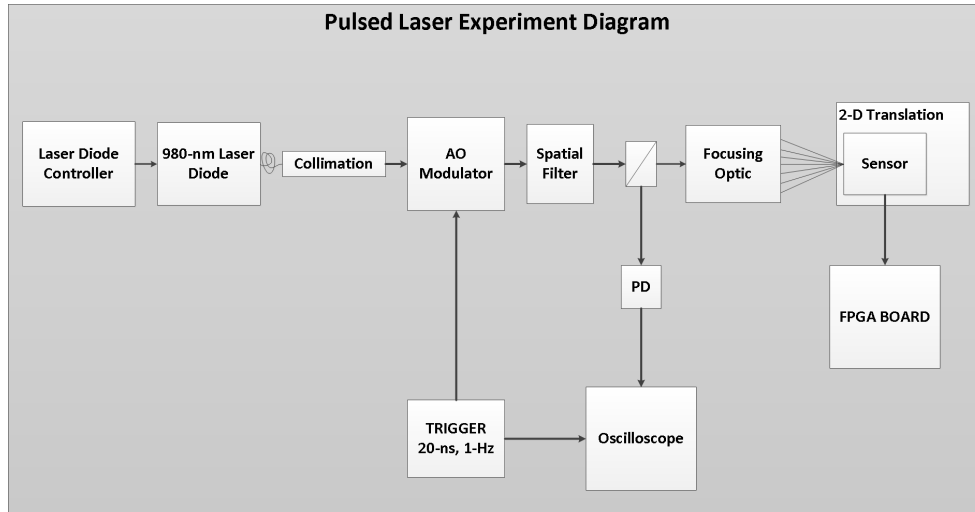 Pulsed Laser Experiment Diagram
2-D Translation
Laser Diode
Controller
980-nm Laser
Diode
Collimation
AO
Modulator
Spatial
Filter
Focusing
Optic
Sensor
PD
FPGA BOARD
TRIGGER
20-ns, 1-Hz
Oscilloscope